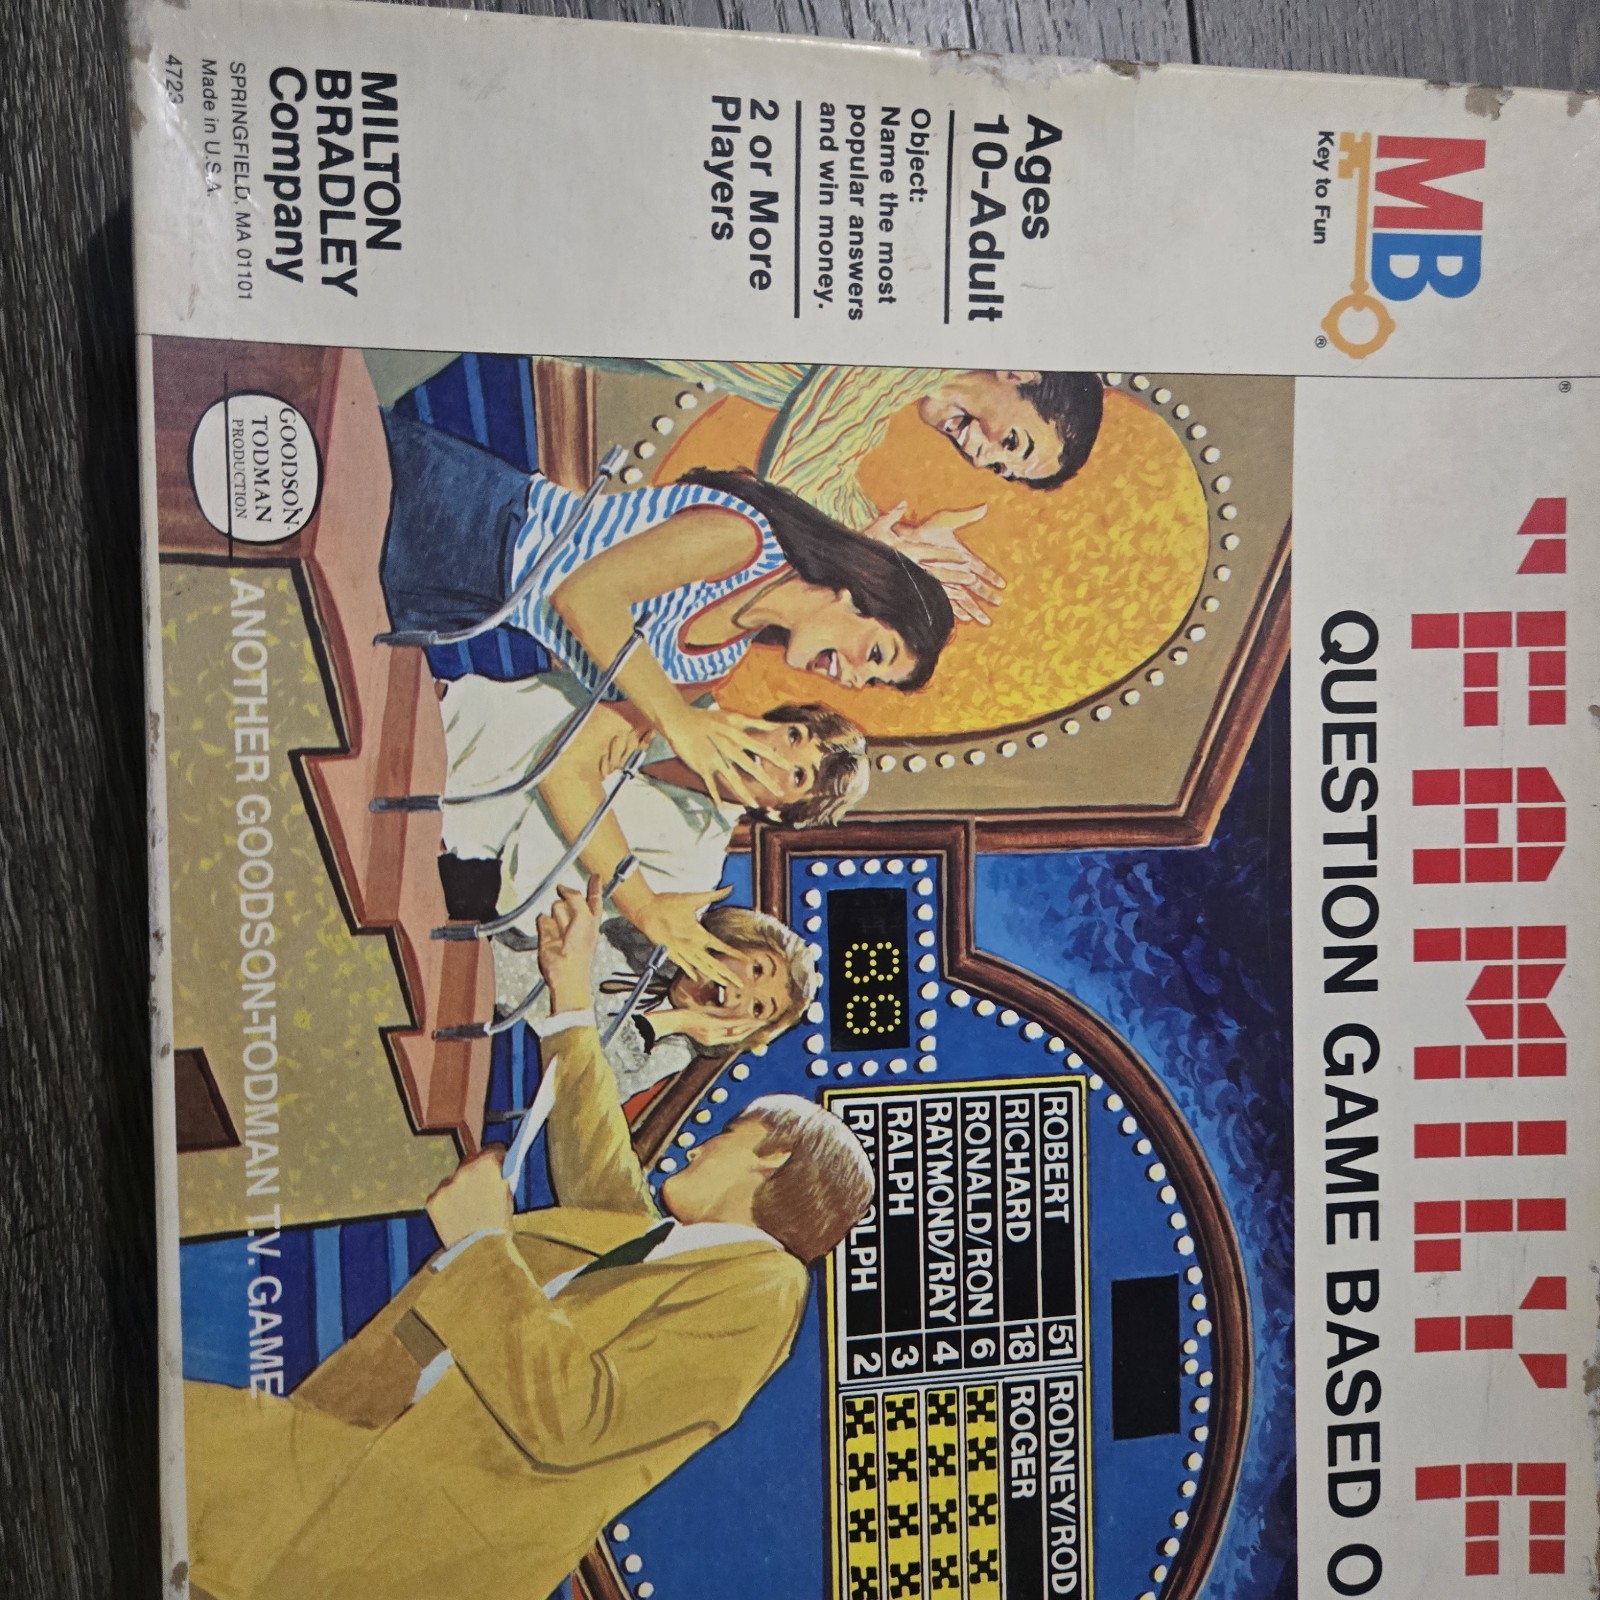 MB
Key to Fun
®
Ages
10-Adult
Object:
Name the most
popular answers
and win money.
2 or More
Players
MILTON
BRADLEY
Company
SPRINGFIELD, MA 01101
Made in U.S.A.
4723
®
"FAMILY F
QUESTION GAME BASED O
88
ROBERT 51
RICHARD 18
RONALD/RON 6
RAYMOND/RAY 4
RALPH 3
2
RODNEY/ROD
ROGER
GOODSON-
TODMAN
PRODUCTION
ANOTHER GOODSON-TODMAN T.V. GAME